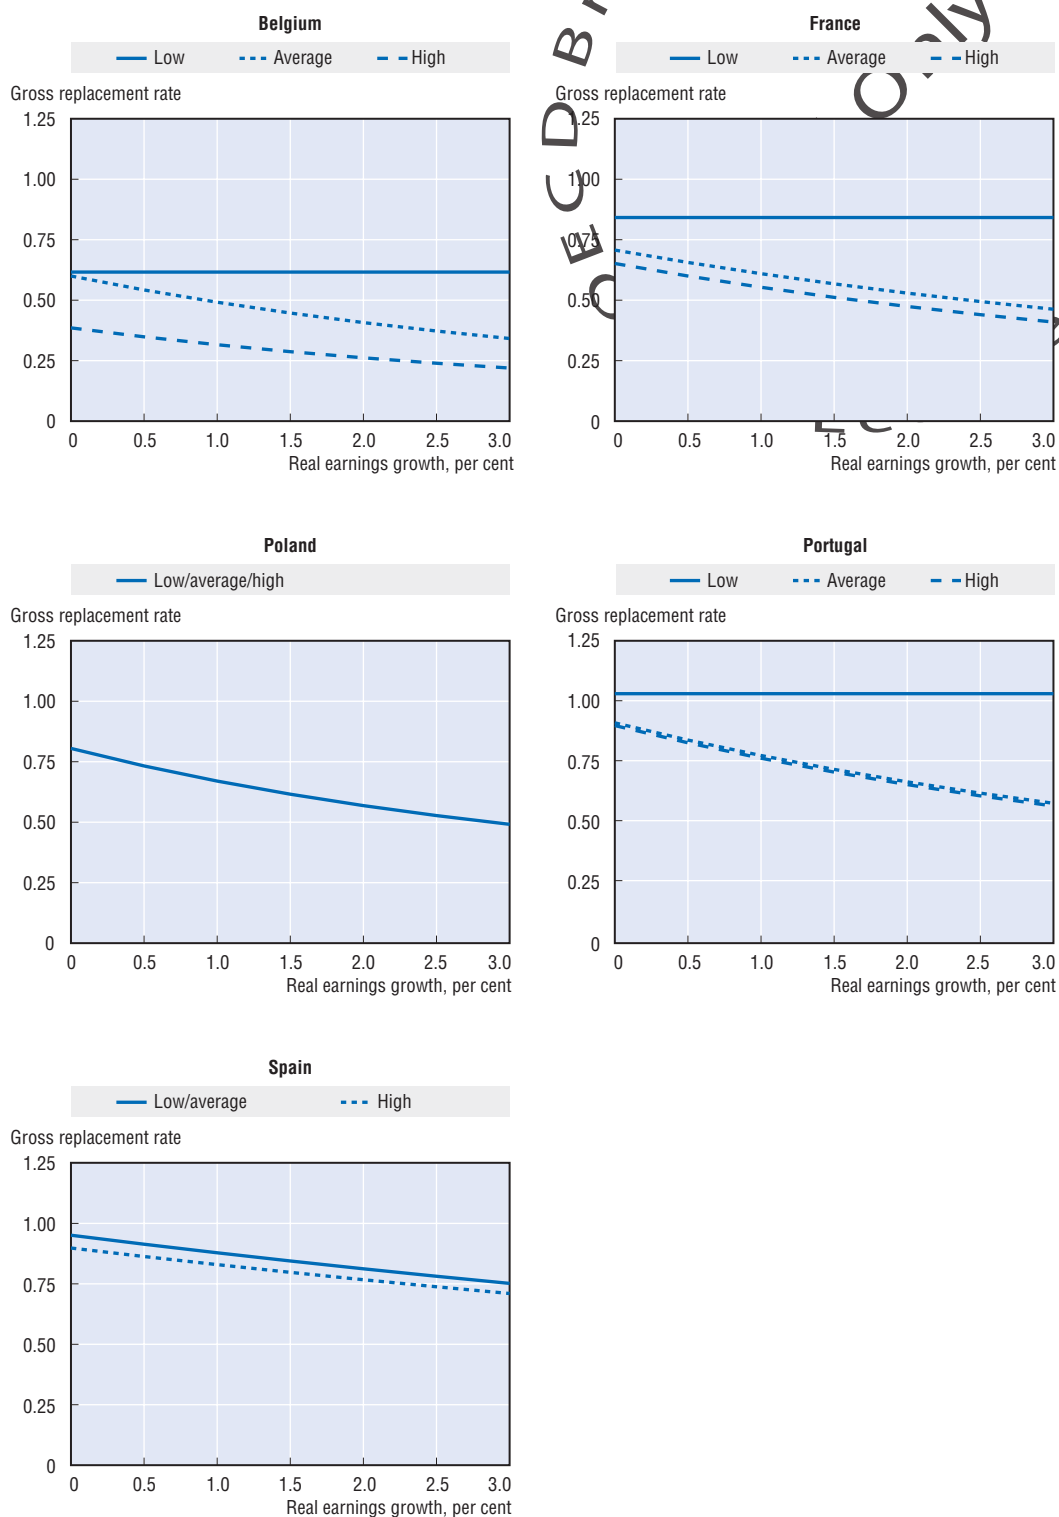 Belgium
Low Average High
Gross replacement rate
1.25
1.00
0.75
0.50
0.25
0
0 0.5 1.0 1.5 2.0 2.5 3.0
Real earnings growth, per cent
France
Low Average High
Gross replacement rate
1.25
1.00
0.75
0.50
0.25
0
0 0.5 1.0 1.5 2.0 2.5 3.0
Real earnings growth, per cent
O E C D Br
Only
Poland
Low/average/high
Gross replacement rate
1.25
1.00
0.75
0.50
0.25
0
0 0.5 1.0 1.5 2.0 2.5 3.0
Real earnings growth, per cent
Portugal
Low Average High
Gross replacement rate
1.25
1.00
0.75
0.50
0.25
0
0 0.5 1.0 1.5 2.0 2.5 3.0
Real earnings growth, per cent
Spain
Low/average High
Gross replacement rate
1.25
1.00
0.75
0.50
0.25
0
0 0.5 1.0 1.5 2.0 2.5 3.0
Real earnings growth, per cent